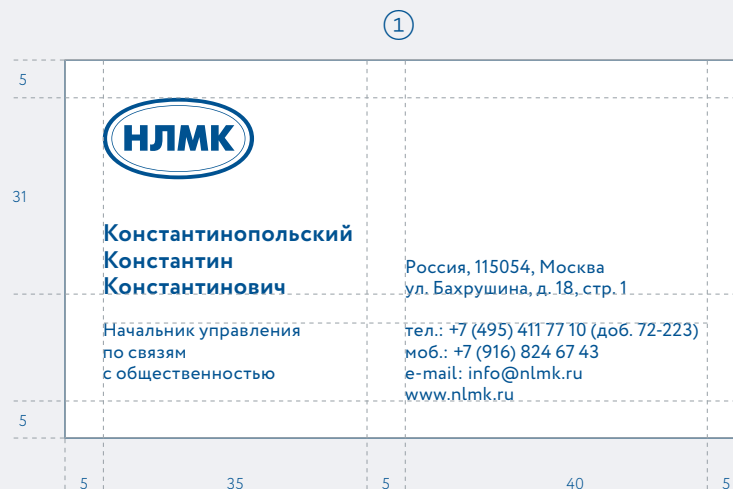 1
5
НЛМК
31
Константинопольский
Константин
Константинович
Россия, 115054, Москва
ул. Бахрушина, д. 18, стр. 1
Начальник управления
по связям
с общественностью
тел.: +7 (495) 411 77 10 (доб. 72-223)
моб.: +7 (916) 824 67 43
e-mail: info@nlmk.ru
www.nlmk.ru
5
5 35 5 40 5